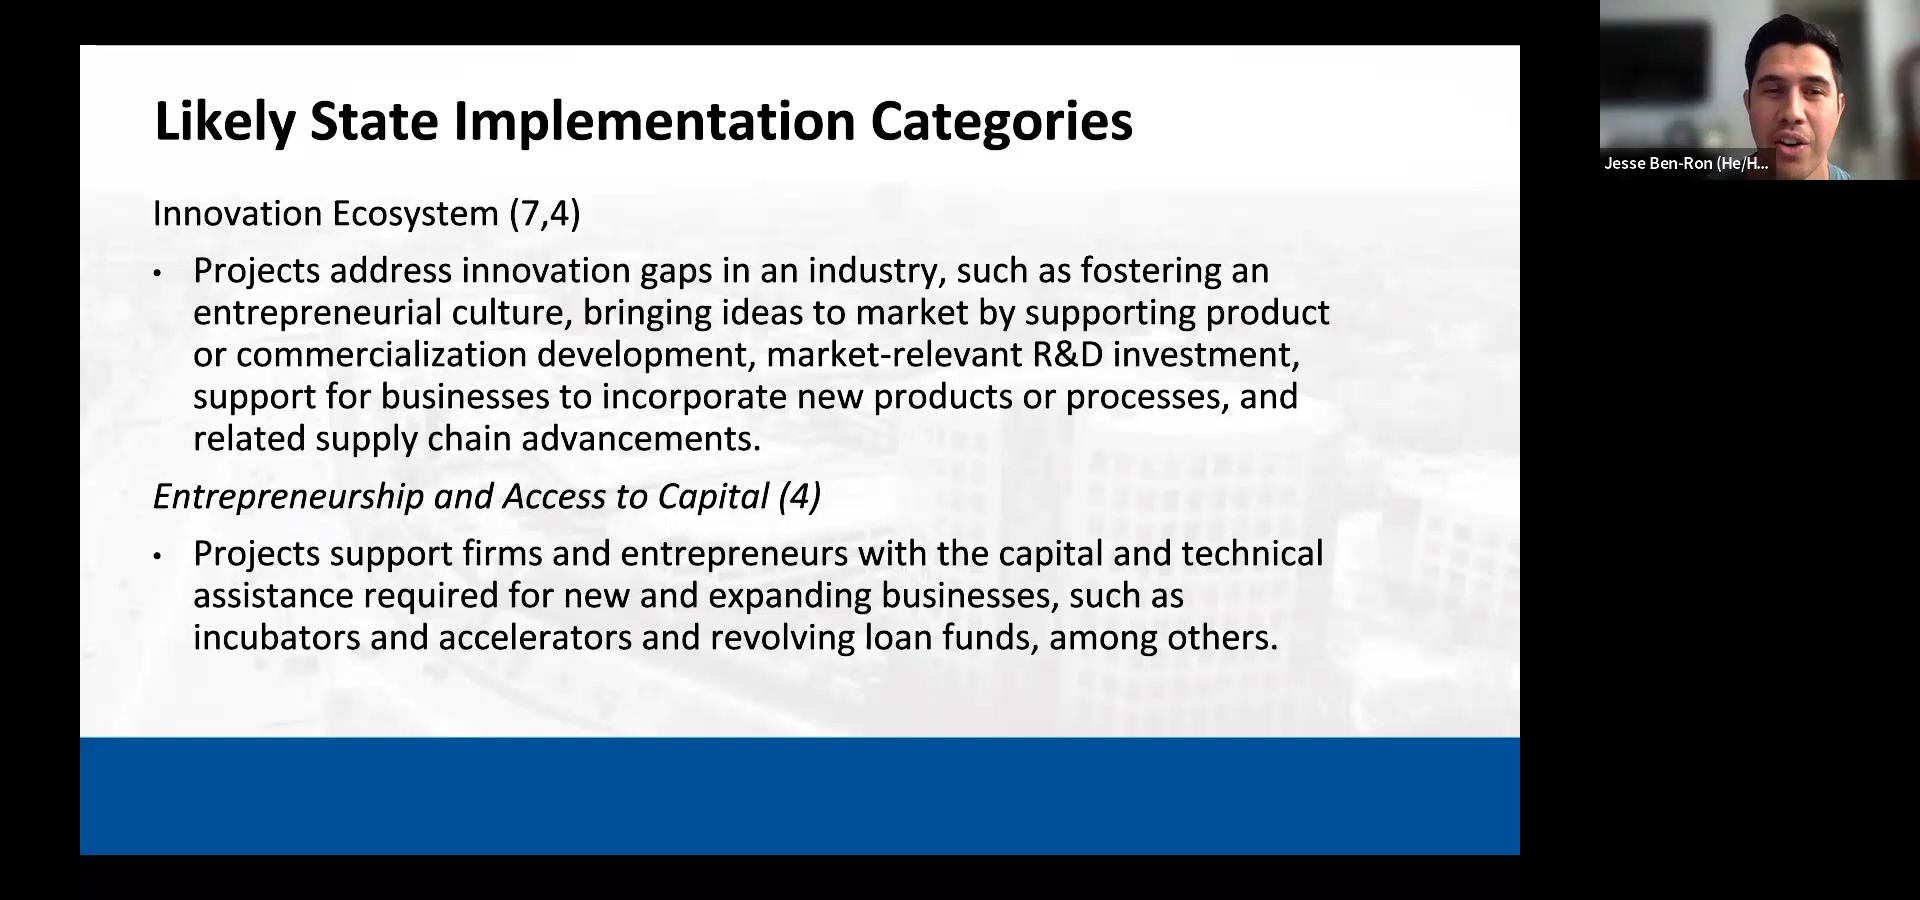 Likely State Implementation Categories
Innovation Ecosystem (7,4)
• Projects address innovation gaps in an industry, such as fostering an
entrepreneurial culture, bringing ideas to market by supporting product
or commercialization development, market-relevant R&D investment,
support for businesses to incorporate new products or processes, and
related supply chain advancements.
Entrepreneurship and Access to Capital (4)
• Projects support firms and entrepreneurs with the capital and technical
assistance required for new and expanding businesses, such as
incubators and accelerators and revolving loan funds, among others.
Jesse Ben-Ron (He/H...